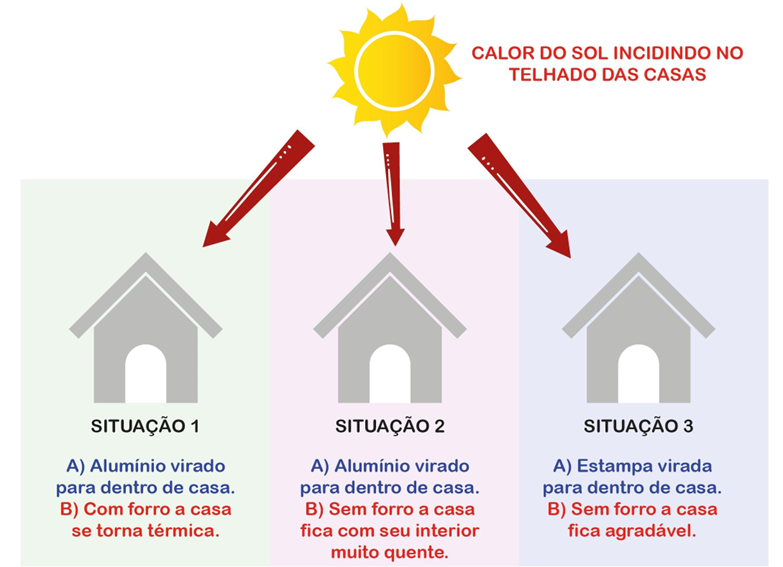 CALOR DO SOL INCIDINDO NO
TELHADO DAS CASAS
SITUAÇÃO 1
A) Alumínio virado
para dentro de casa.
B) Com forro a casa
se torna térmica.
SITUAÇÃO 2
A) Alumínio virado
para dentro de casa.
B) Sem forro a casa
fica com seu interior
muito quente.
SITUAÇÃO 3
A) Estampa virada
para dentro de casa.
B) Sem forro a casa
fica agradável.